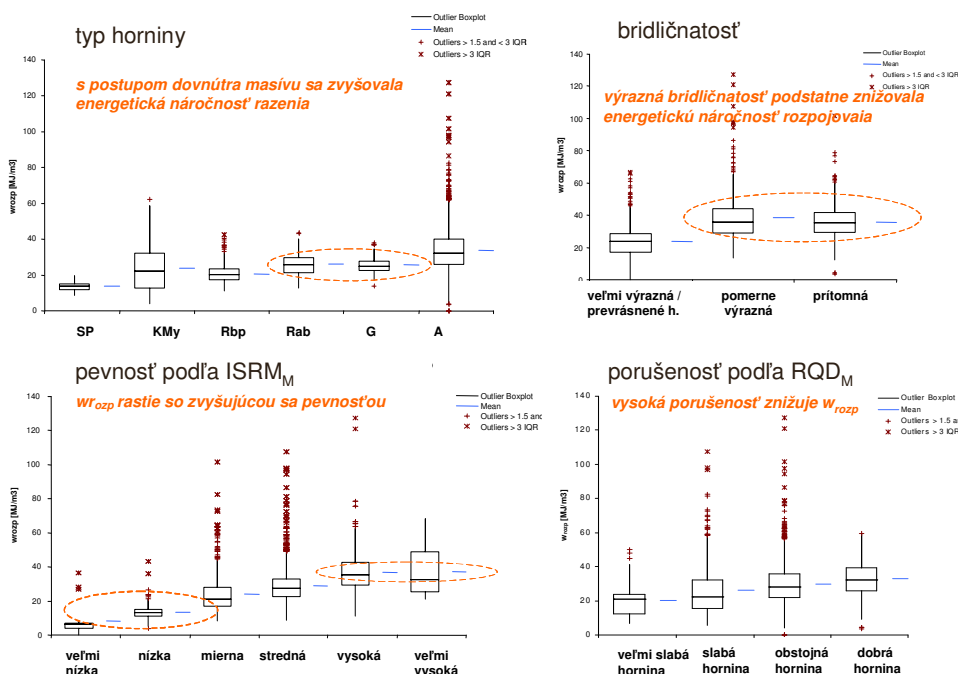 typ horniny
Outlier Boxplot
Mean
Outliers > 1.5 and < 3 IQR
Outliers > 3 IQR
s postupom dovnútra masívu sa zvyšovala
energetická náročnosť razenia
wrozp [MJ/m3]
140
120
100
80
60
40
20
0
SP KMy Rbp Rab G A
bridličnatosť
Outlier Boxplot
Mean
Outliers > 1.5 and < 3 IQR
Outliers > 3 IQR
výrazná bridličnatosť podstatne znižovala
energetickú náročnosť rozpojovaia
wrozp [MJ/m3]
140
120
100
80
60
40
20
0
veľmi výrazná / pomerne prítomná
prevrásnené h. výrazná
pevnosť podľa ISRMM
wrozp rastie so zvyšujúcou sa pevnosťou
Outlier Boxplot
Mean
Outliers > 1.5 and
Outliers > 3 IQR
wrozp [MJ/m3]
140
120
100
80
60
40
20
0
veľmi nízka mierna stredná vysoká veľmi
nízka vysoká
porušenosť podľa RQDM
vysoká porušenosť znižuje wrozp
Outlier Boxplot
Mean
Outliers > 1.5 a
Outliers > 3 IQR
wrozp [MJ/m3]
140
120
100
80
60
40
20
0
veľmi slabá slabá obstojná dobrá
hornina hornina hornina hornina